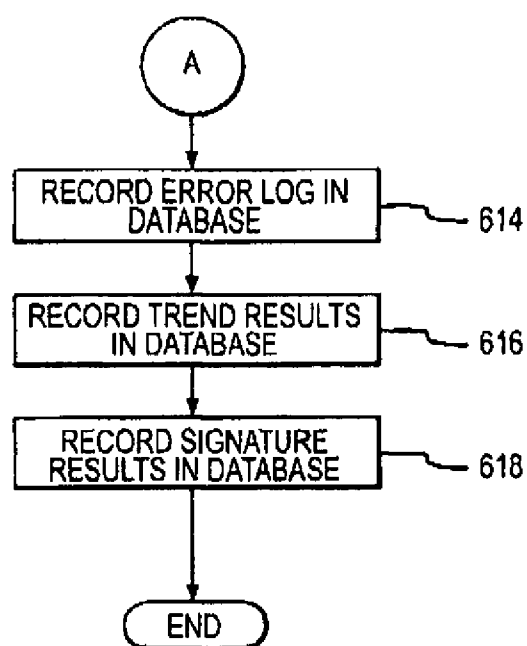 A
RECORD ERROR LOG IN
DATABASE
614
RECORD TREND RESULTS
IN DATABASE
616
RECORD SIGNATURE
RESULTS IN DATABASE
618
END